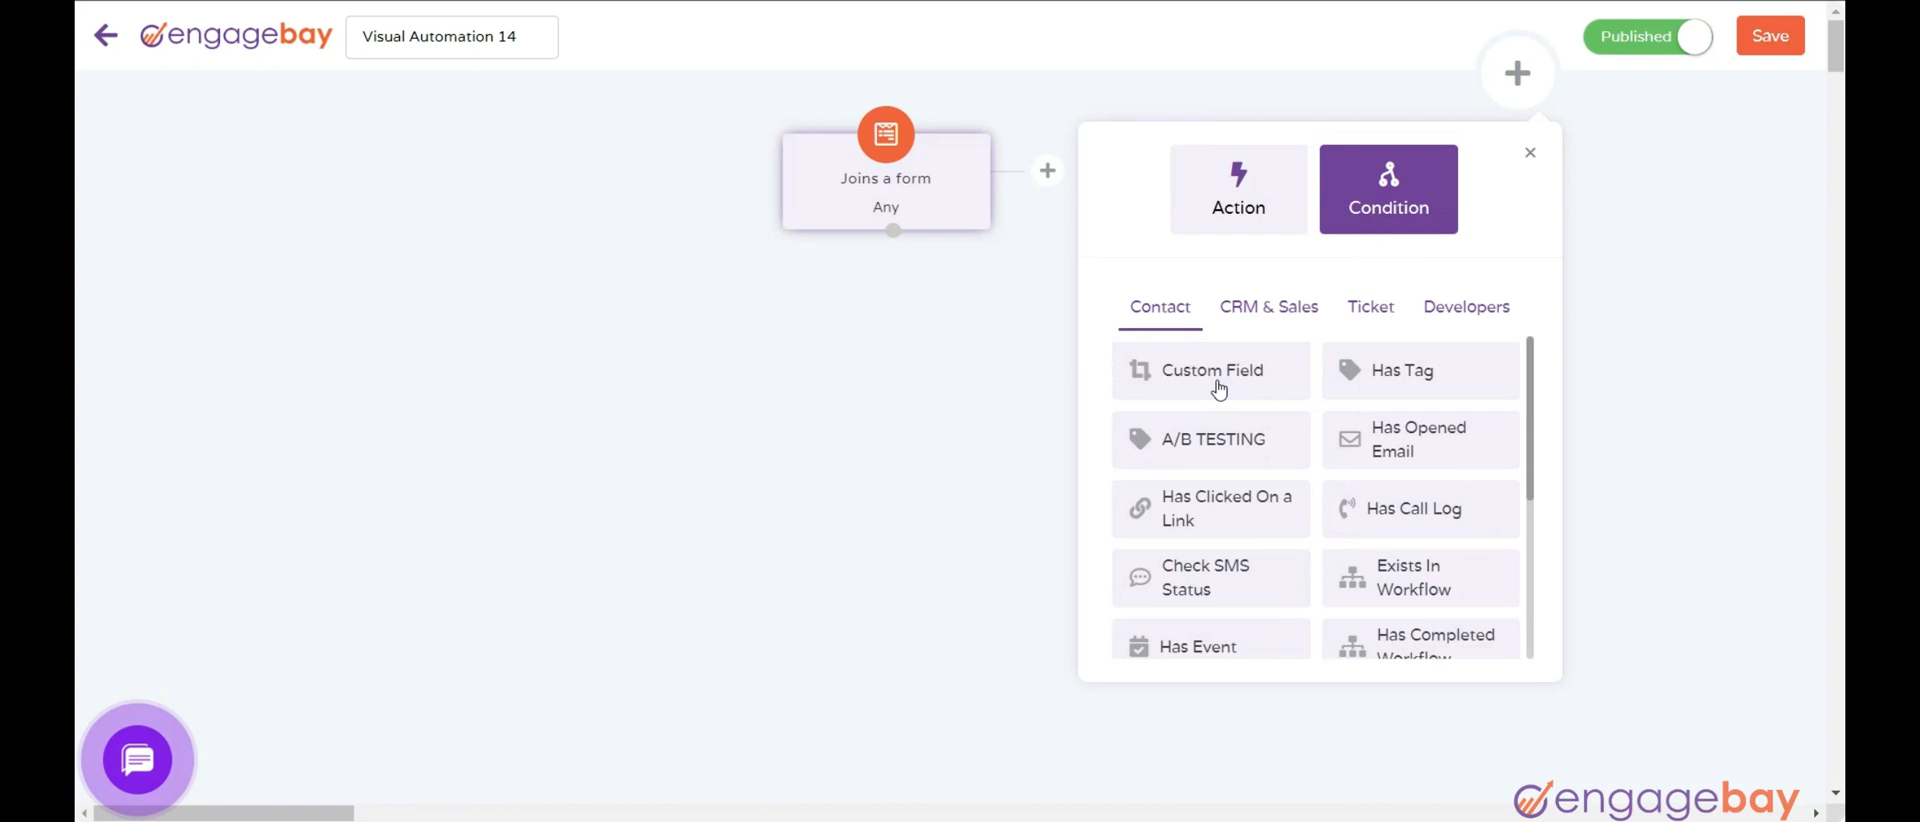 engagebay
Visual Automation 14
Published
Save
Joins a form
Any
Action
Condition
Contact
CRM & Sales
Ticket
Developers
Custom Field
Has Tag
A/B TESTING
Has Opened
Email
Has Clicked On a
Link
Has Call Log
Check SMS
Status
Exists In
Workflow
Has Event
Has Completed
Workflow
engagebay